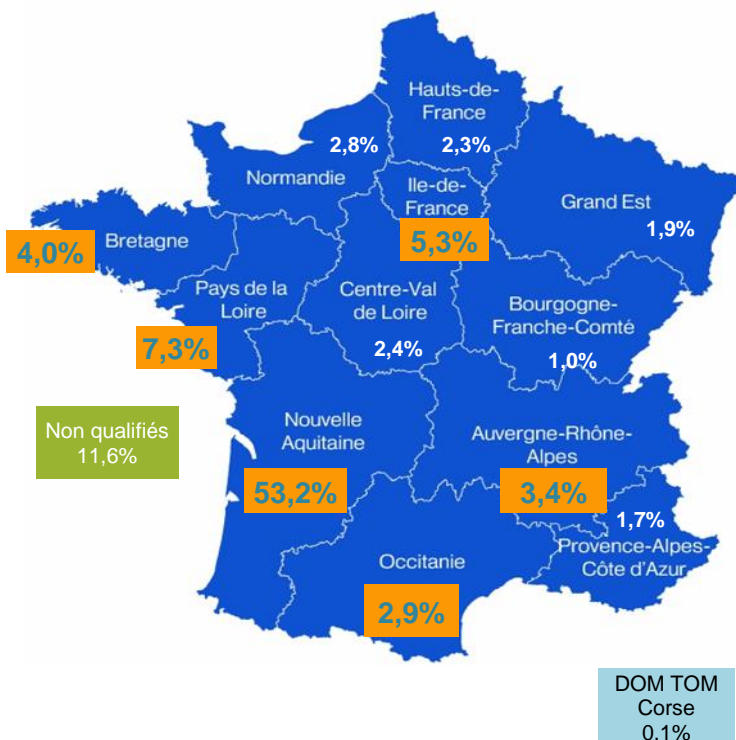 Hauts-de-
France
2,3%
2,8%
Normandie
Ile-de-
France
5,3%
Grand Est
1,9%
4,0%
Bretagne
Pays de la
Loire
7,3%
Centre-Val
de Loire
2,4%
Bourgogne-
Franche-Comté
1,0%
Non qualifiés
11,6%
Nouvelle
Aquitaine
53,2%
Auvergne-Rhône-
Alpes
3,4%
1,7%
Provence-Alpes-
Côte d'Azur
Occitanie
2,9%
DOM TOM
Corse
0,1%